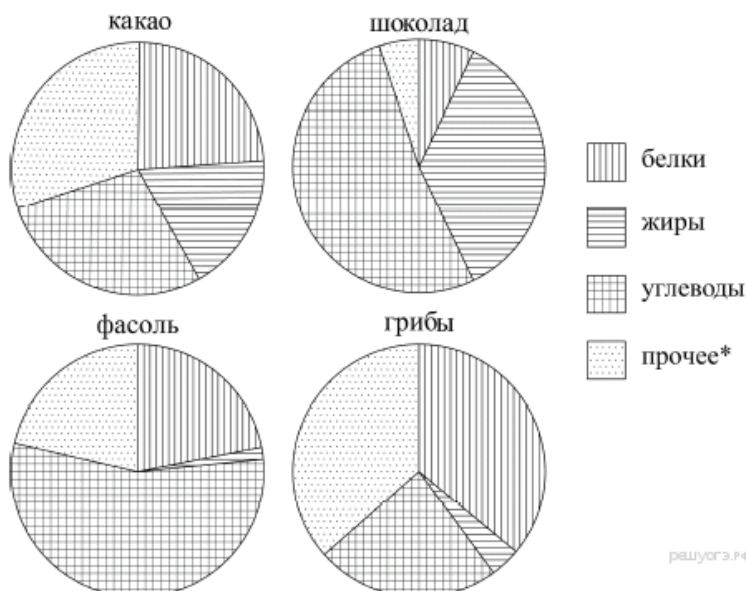 какао
шоколад
белки
жиры
углеводы
прочее*
фасоль
грибы
решуогэ.рф